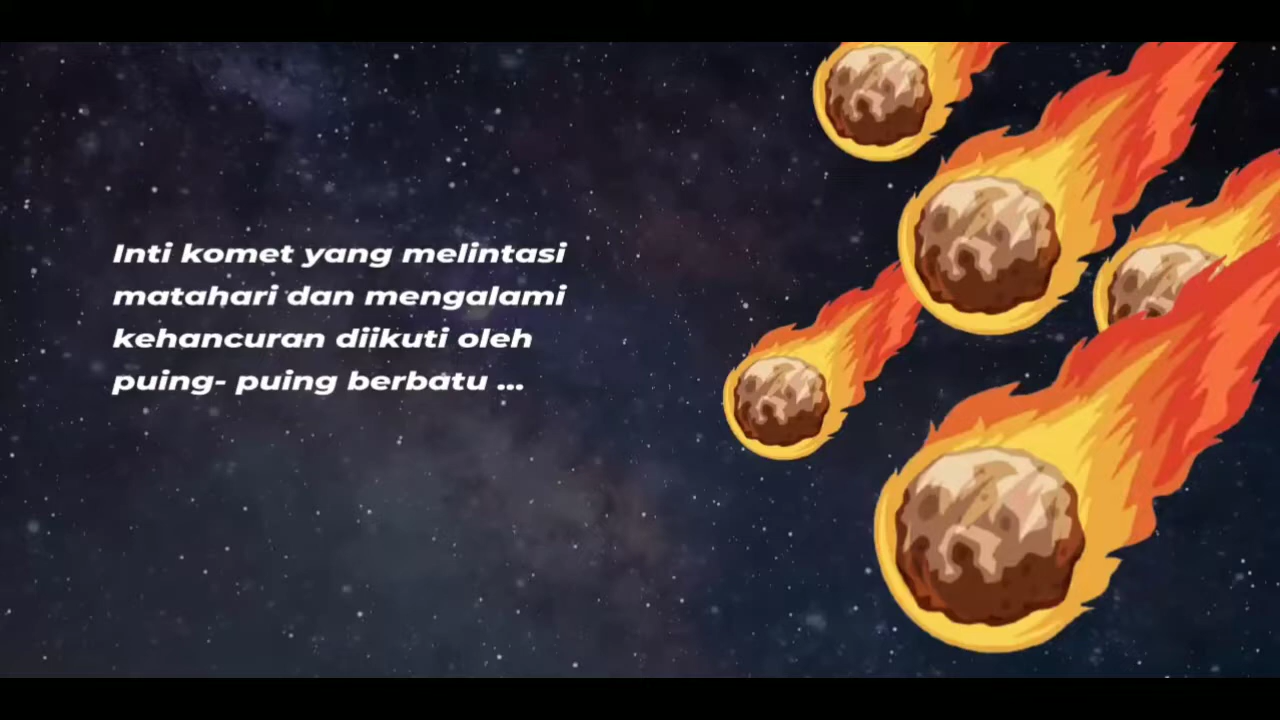 Inti komet yang melintasi
matahari dan mengalami
kehancuran diikuti oleh
puing- puing berbatu ...